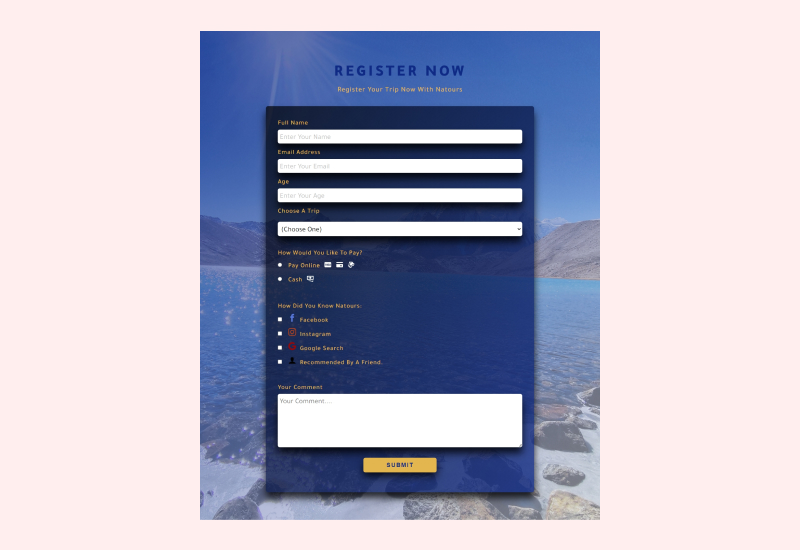 REGISTER NOW
Register Your Trip Now With Natours
Full Name
Enter Your Name
Email Address
Enter Your Email
Age
Enter Your Age
Choose A Trip
(Choose One)
How Would You Like To Pay?
Pay Online
Cash
How Did You Know Natours:
Facebook
Instagram
Google Search
Recommended By A Friend.
Your Comment
Your Comment...
SUBMIT